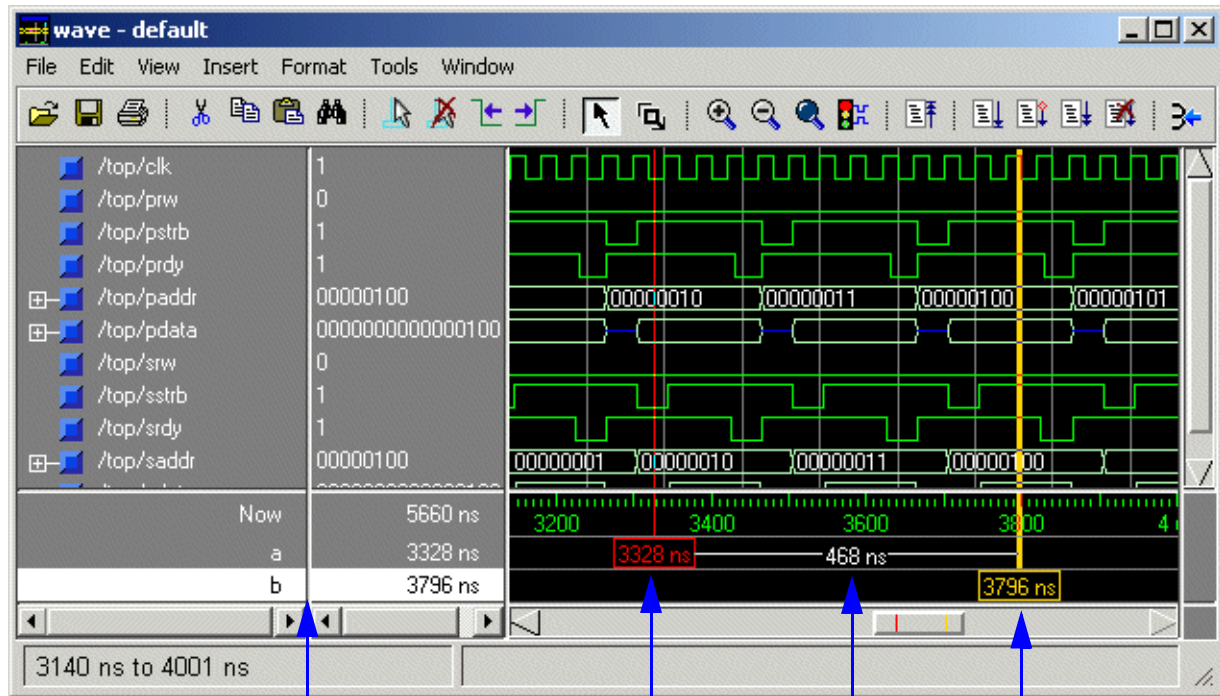 wave - default
File Edit View Insert Format Tools Window
/top/clk 1
/top/prw 0
/top/pstrb 1
/top/prdy 1
/top/paddr 00000100 00000010 00000011 00000100 00000101
/top/pdata 0000000000000100
/top/srw 0
/top/sstrb 1
/top/srdy 1
/top/saddr 00000100 00000001 00000010 00000011 00000100
Now 5660 ns 3200 3400 3600 3800
a 3328 ns 3328 ns 468 ns
b 3796 ns 3796 ns
3140 ns to 4001 ns